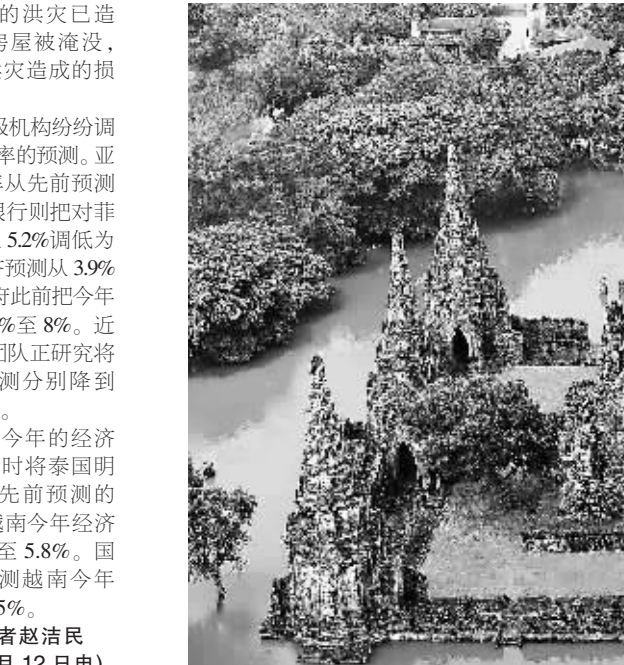 的洪灾已造
房屋被淹没，
灾造成的损
机构纷纷调
率的预测。亚
从先前预测
银行则把对菲
5.2%调低为
预测从 3.9%
府此前把今年
%至 8%。近
团队正研究将
测分别降到
。
今年的经济
时将泰国明
先前预测的
越南今年经济
至 5.8%。国
测越南今年
5%。
者赵洁民
月 12 日电）